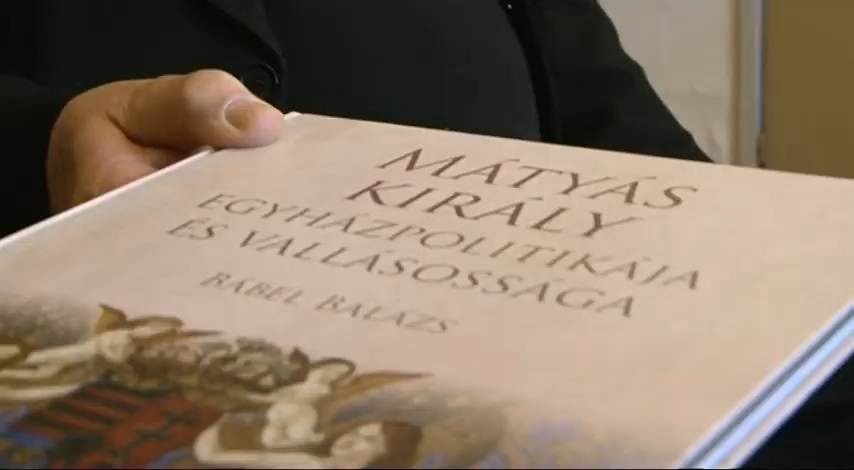 MÁTYÁS
KIRÁLY
EGYHÁZPOLITIKÁJA
ÉS VALLÁSOSSÁGA
BÁBEL BALÁZS